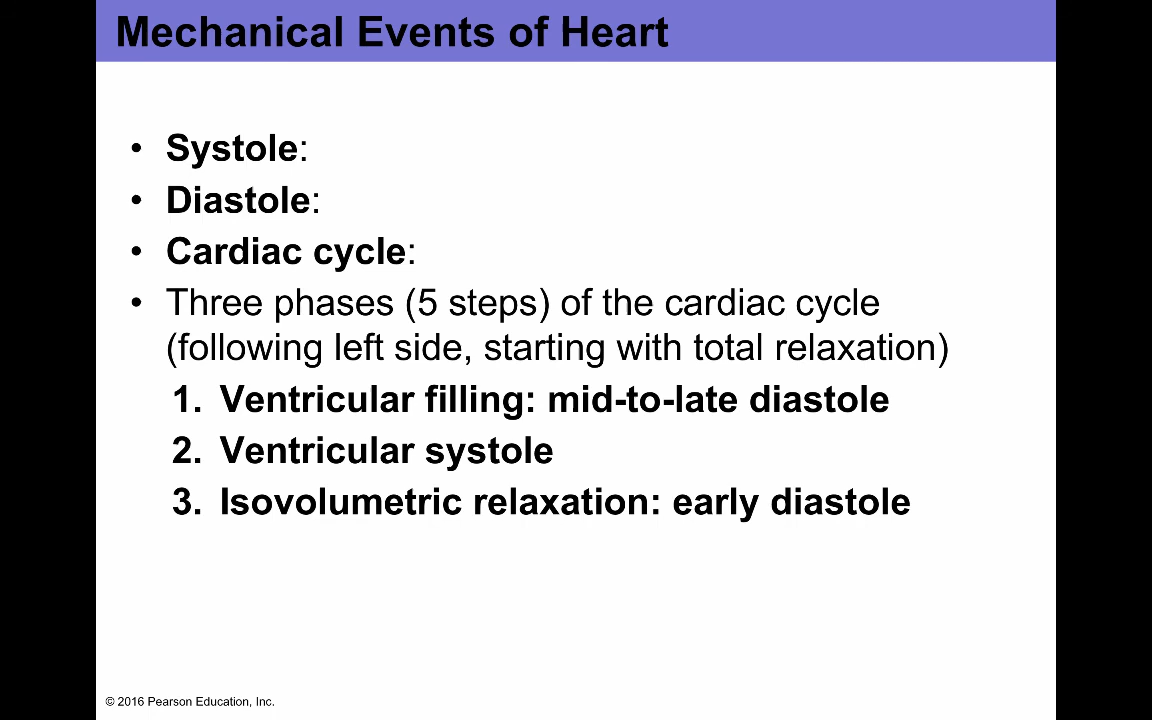 Mechanical Events of Heart
• Systole:
• Diastole:
• Cardiac cycle:
• Three phases (5 steps) of the cardiac cycle
(following left side, starting with total relaxation)
1. Ventricular filling: mid-to-late diastole
2. Ventricular systole
3. Isovolumetric relaxation: early diastole
© 2016 Pearson Education, Inc.